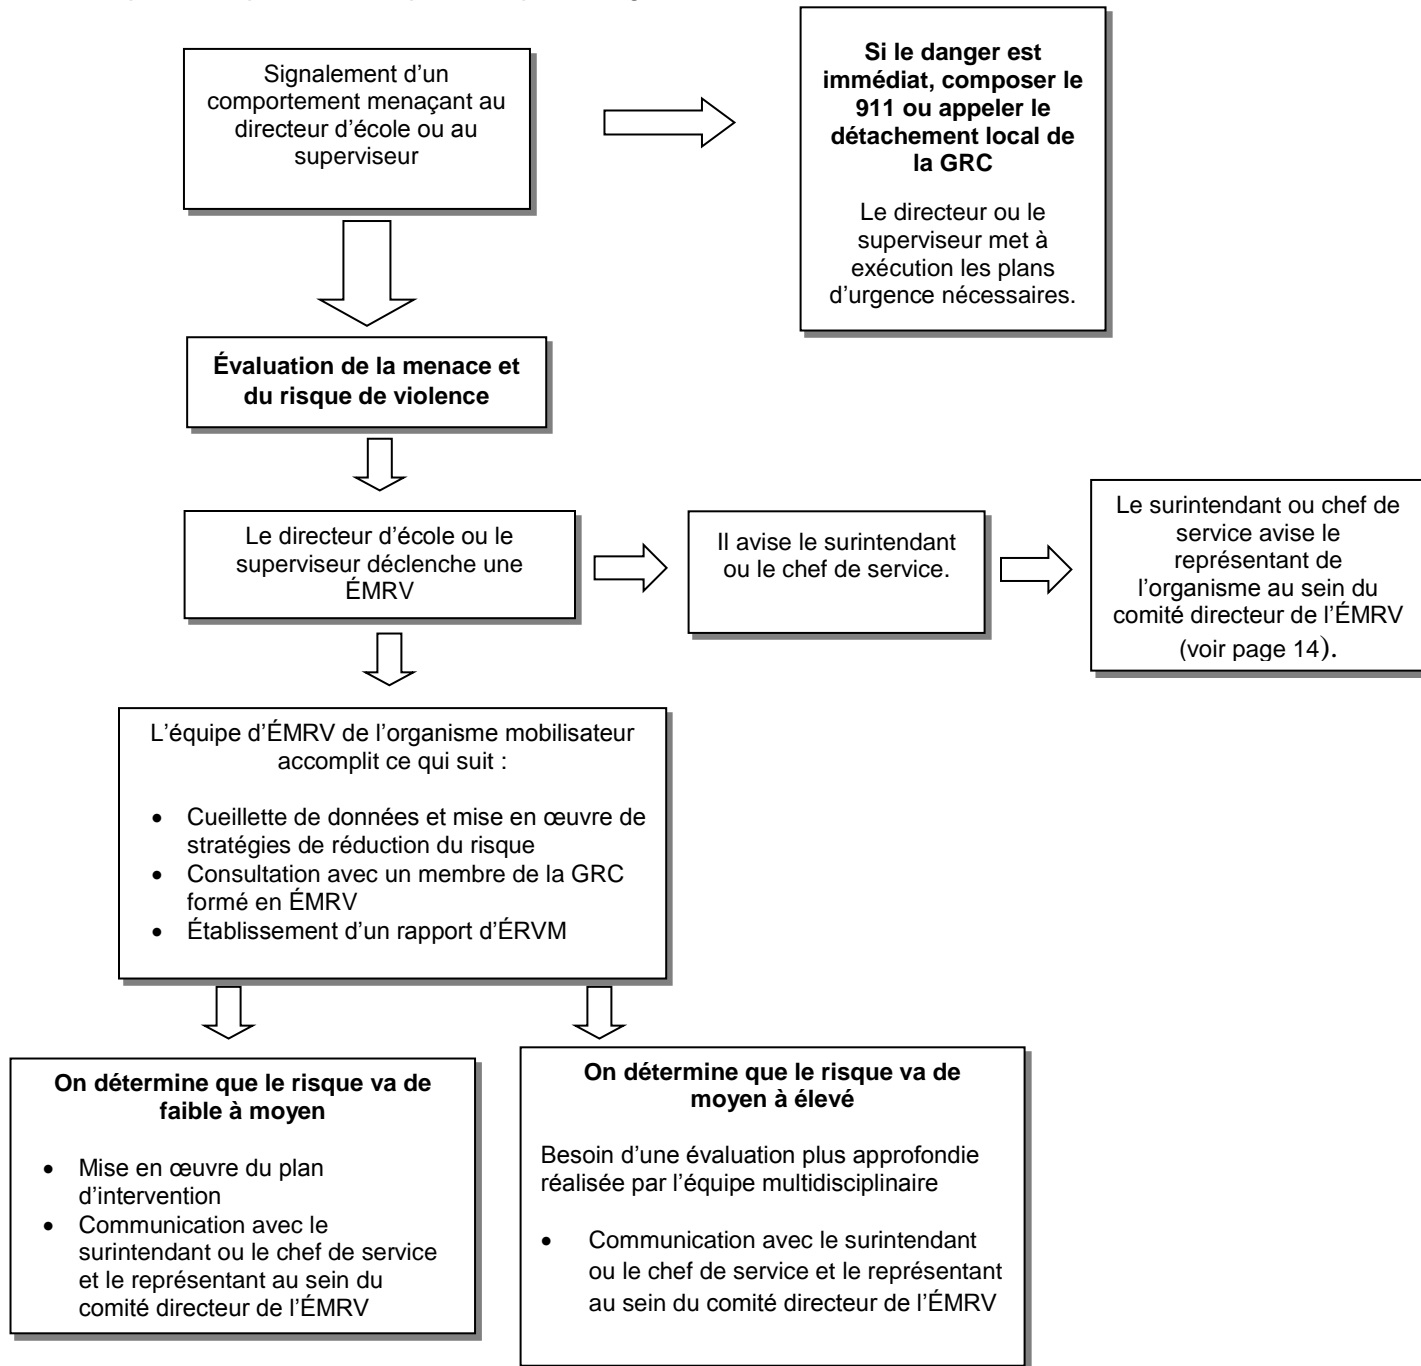 Signalement d’un
comportement menaçant au
directeur d’école ou au
superviseur
Si le danger est
immédiat, composer le
911 ou appeler le
détachement local de
la GRC
Le directeur ou le
superviseur met à
exécution les plans
d’urgence nécessaires.
Évaluation de la menace et
du risque de violence
Le directeur d’école ou le
superviseur déclenche une
ÉMRV
Il avise le surintendant
ou le chef de service.
Le surintendant ou chef de
service avise le
représentant de
l’organisme au sein du
comité directeur de l’ÉMRV
(voir page 14).
L’équipe d’ÉMRV de l’organisme mobilisateur
accomplit ce qui suit :
• Cueillette de données et mise en œuvre de
stratégies de réduction du risque
• Consultation avec un membre de la GRC
formé en ÉMRV
• Établissement d’un rapport d’ÉRVM
On détermine que le risque va de
faible à moyen
• Mise en œuvre du plan
d’intervention
• Communication avec le
surintendant ou le chef de service
et le représentant au sein du
comité directeur de l’ÉMRV
On détermine que le risque va de
moyen à élevé
Besoin d’une évaluation plus approfondie
réalisée par l’équipe multidisciplinaire
• Communication avec le surintendant
ou le chef de service et le représentant
au sein du comité directeur de l’ÉMRV